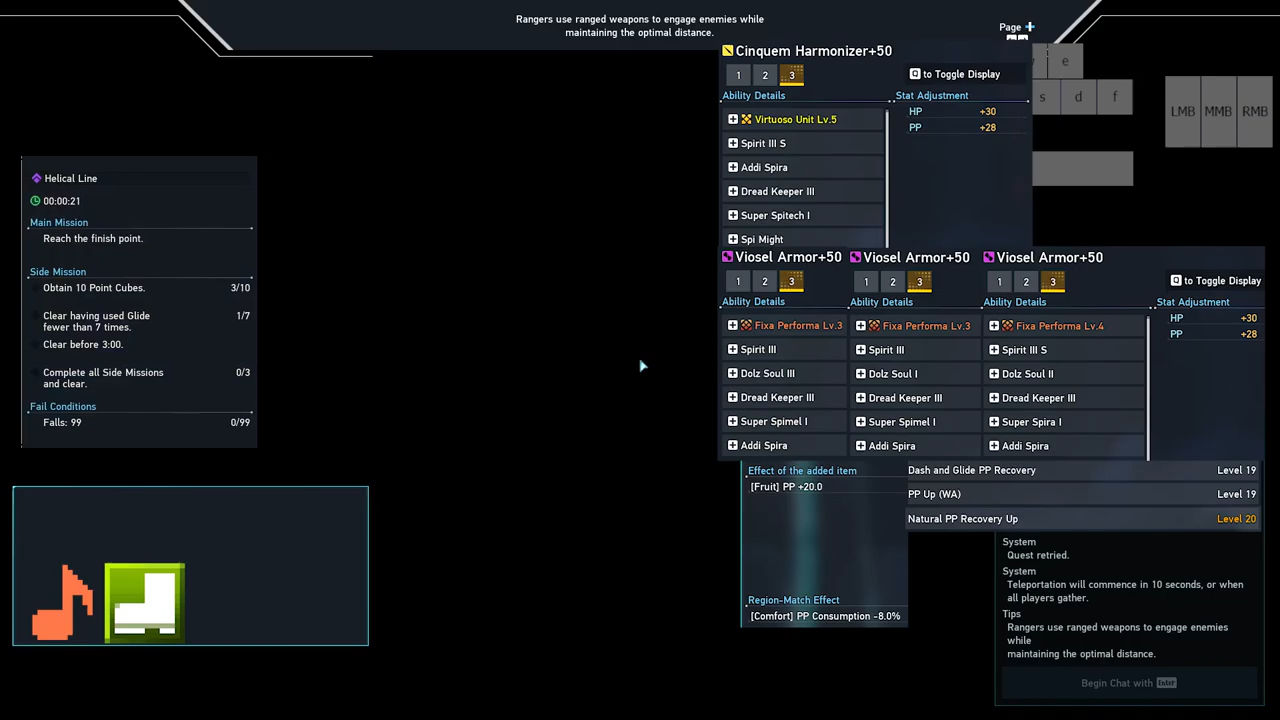 Rangers use ranged weapons to engage enemies while
maintaining the optimal distance.
Page
Cinquem Harmonizer+50
1 2 3
Q to Toggle Display
Ability Details
Stat Adjustment
Virtuoso Unit Lv.5
HP +30
PP +28
Spirit III S
Addi Spira
Dread Keeper III
Super Spitech I
Spi Might
e
s d f
LMB MMB RMB
Helical Line
00:00:21
Main Mission
Reach the finish point.
Side Mission
Obtain 10 Point Cubes. 3/10
Clear having used Glide 1/7
fewer than 7 times.
Clear before 3:00.
Complete all Side Missions 0/3
and clear.
Fail Conditions
Falls: 99 0/99
Viosel Armor+50 Viosel Armor+50 Viosel Armor+50
1 2 3 1 2 3 1 2 3 Q to Toggle Display
Ability Details Ability Details Ability Details Stat Adjustment
Fixa Performa Lv.3 Fixa Performa Lv.3 Fixa Performa Lv.4 HP +30
PP +28
Spirit III Spirit III Spirit III S
Dolz Soul III Dolz Soul I Dolz Soul II
Dread Keeper III Dread Keeper III Dread Keeper III
Super Spimel I Super Spimel I Super Spira I
Addi Spira Addi Spira Addi Spira
Effect of the added item
[Fruit] PP +20.0
Region-Match Effect
[Comfort] PP Consumption -8.0%
Dash and Glide PP Recovery Level 19
PP Up (WA) Level 19
Natural PP Recovery Up Level 20
System
Quest retried.
System
Teleportation will commence in 10 seconds, or when
all players gather.
Tips
Rangers use ranged weapons to engage enemies
while
maintaining the optimal distance.
Begin Chat with Enter